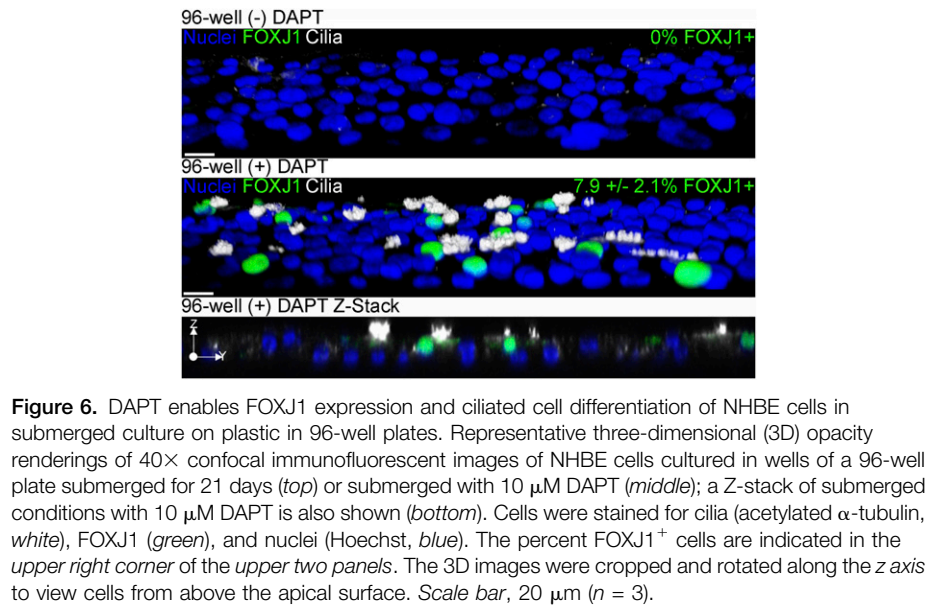 96-well (-) DAPT
Nuclei FOXJ1 Cilia 0% FOXJ1+
96-well (+) DAPT
Nuclei FOXJ1 Cilia 7.9 +/- 2.1% FOXJ1+
96-well (+) DAPT Z-Stack
Z
Y
Figure 6. DAPT enables FOXJ1 expression and ciliated cell differentiation of NHBE cells in
submerged culture on plastic in 96-well plates. Representative three-dimensional (3D) opacity
renderings of 40× confocal immunofluorescent images of NHBE cells cultured in wells of a 96-well
plate submerged for 21 days (top) or submerged with 10 μM DAPT (middle); a Z-stack of submerged
conditions with 10 μM DAPT is also shown (bottom). Cells were stained for cilia (acetylated α-tubulin,
white), FOXJ1 (green), and nuclei (Hoechst, blue). The percent FOXJ1⁺ cells are indicated in the
upper right corner of the upper two panels. The 3D images were cropped and rotated along the z axis
to view cells from above the apical surface. Scale bar, 20 μm (n = 3).